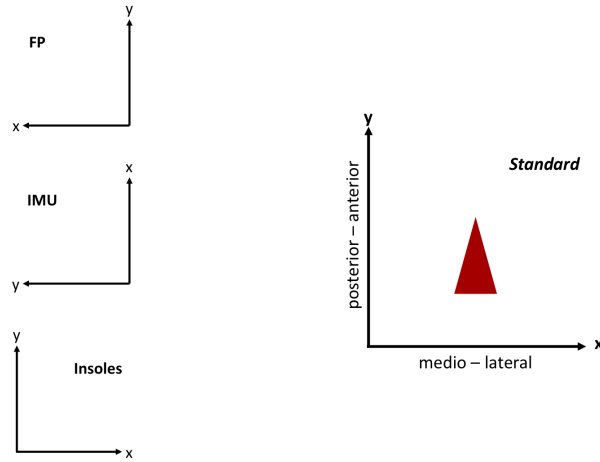 y
FP
x
x
IMU
y
y
Insoles
x
y
Standard
posterior – anterior
x
medio – lateral